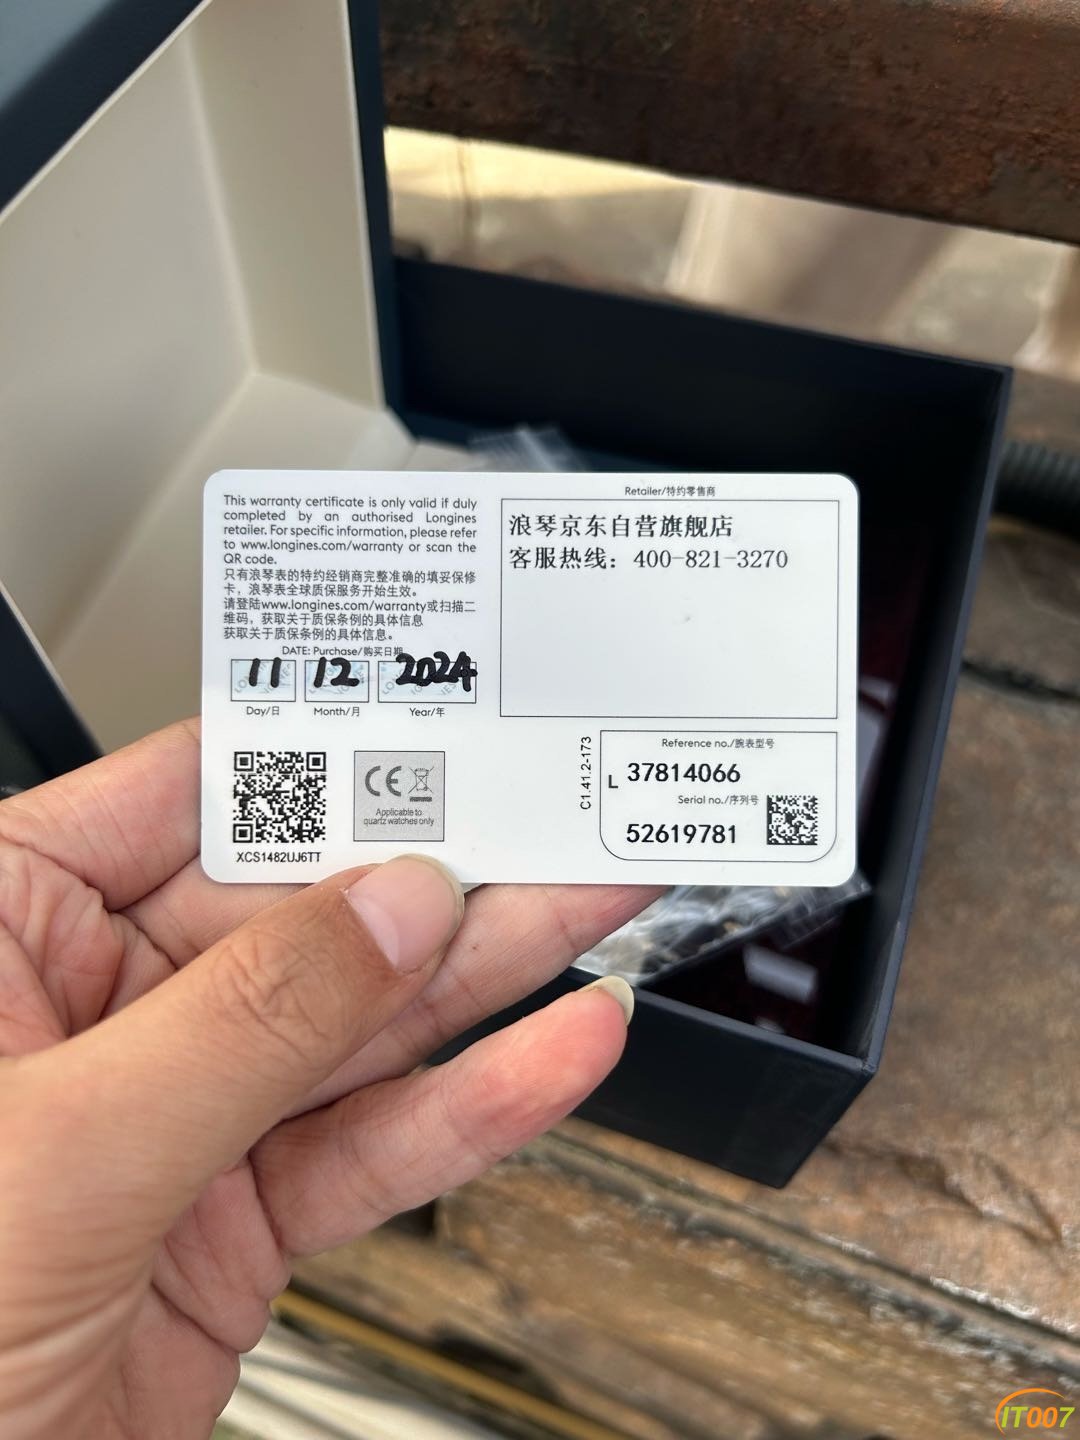 This warranty certificate is only valid if duly
completed by an authorised Longines
retailer. For specific information, please refer
to www.longines.com/warranty or scan the
QR code.
只有浪琴表的特约经销商完整准确的填妥保修
卡，浪琴表全球质保服务开始生效。
请登陆www.longines.com/warranty或扫描二
维码，获取关于质保条例的具体信息
获取关于质保条例的具体信息。
DATE: Purchase/购买日期
11 12 2024
Day/日 Month/月 Year/年
XCS1482UJ6TT
CE
Applicable to
quartz watches only
Retailer/特约零售商
浪琴京东自营旗舰店
客服热线：400-821-3270
C1.41.2-173
Reference no./腕表型号
L 37814066
Serial no./序列号
52619781
IT007